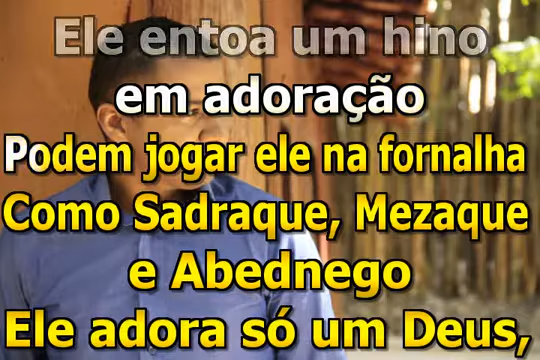 Ele entoa um hino
em adoração
Podem jogar ele na fornalha
Como Sadraque, Mezaque
e Abednego
Ele adora só um Deus,